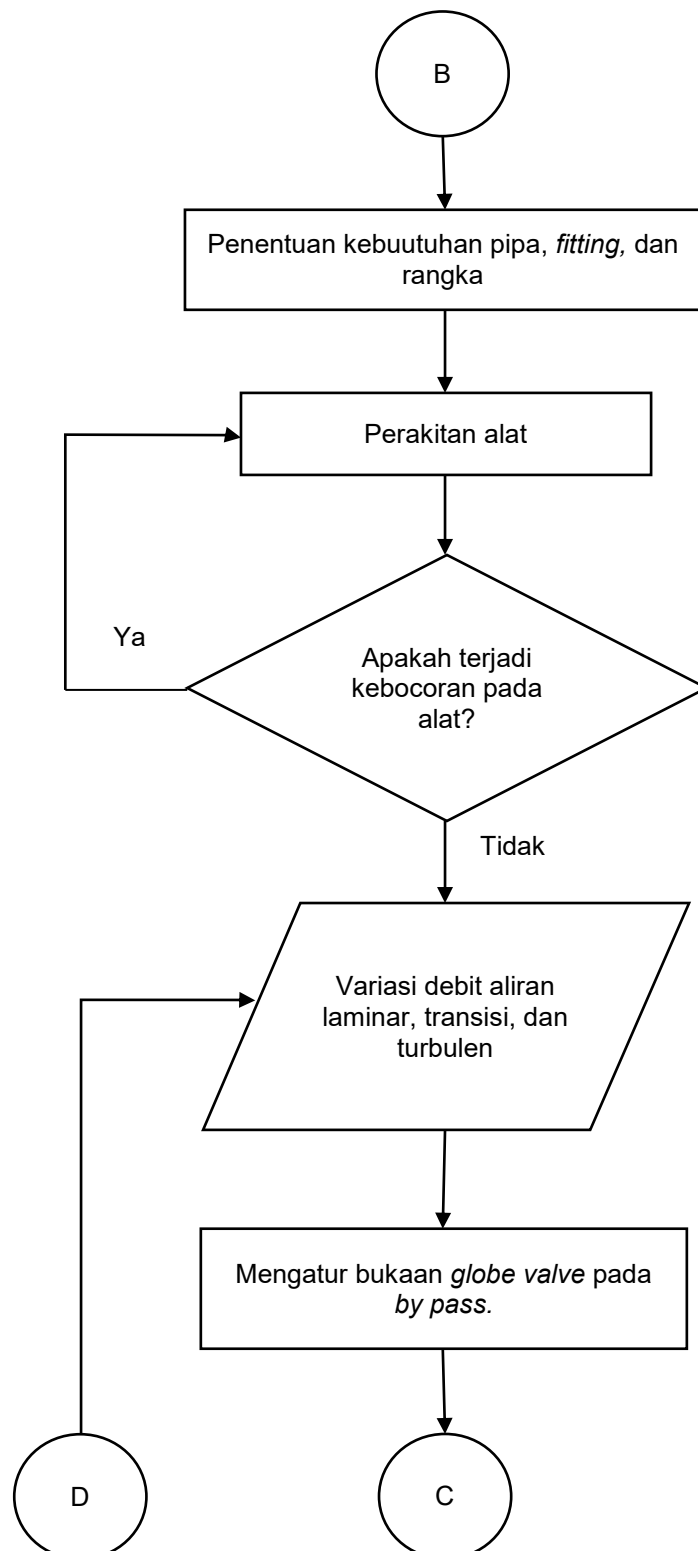 B
Penentuan kebuutuhan pipa, fitting, dan
rangka
Perakitan alat
Ya
Apakah terjadi
kebocoran pada
alat?
Tidak
Variasi debit aliran
laminar, transisi, dan
turbulen
Mengatur bukaan globe valve pada
by pass.
D
C